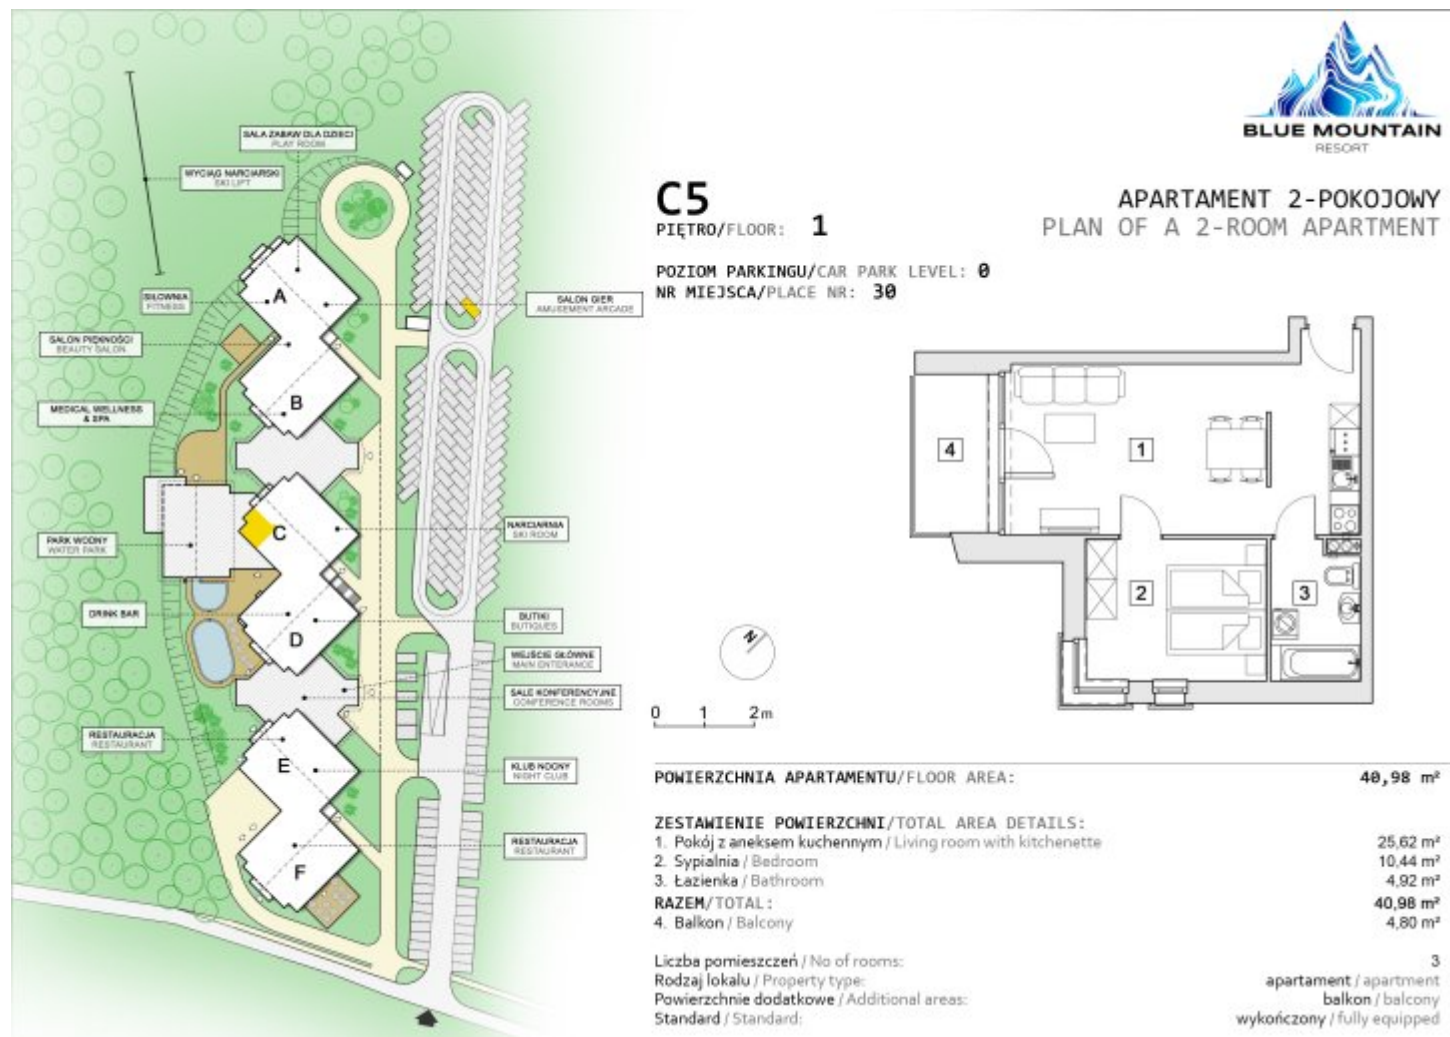 BLUE MOUNTAIN
RESORT
C5
PIĘTRO/FLOOR: 1
POZIOM PARKINGU/CAR PARK LEVEL: 0
NR MIEJSCA/PLACE NR: 30
APARTAMENT 2-POKOJOWY
PLAN OF A 2-ROOM APARTMENT
SALA ZABAW DLA DZIECI
PLAY ROOM
WYCIĄG NARCIARSKI
SKI LIFT
SIŁOWNIA
FITNESS
SALON GIER
AMUSEMENT ARCADE
SALON PIĘKNOŚCI
BEAUTY SALON
MEDICAL WELLNESS
& SPA
NARCIARNIA
SKI ROOM
PARK WODNY
WATER PARK
DRINK BAR
BUTIKI
BUTIQUES
WEJŚCIE GŁÓWNE
MAIN ENTERANCE
SALE KONFERENCYJNE
CONFERENCE ROOMS
RESTAURACJA
RESTAURANT
KLUB NOCNY
NIGHT CLUB
RESTAURACJA
RESTAURANT
A
B
C
D
E
F
4
1
2
3
N
0 1 2m
POWIERZCHNIA APARTAMENTU/FLOOR AREA: 40,98 m²
ZESTAWIENIE POWIERZCHNI/TOTAL AREA DETAILS:
1. Pokój z aneksem kuchennym / Living room with kitchenette 25,62 m²
2. Sypialnia / Bedroom 10,44 m²
3. Łazienka / Bathroom 4,92 m²
RAZEM/TOTAL: 40,98 m²
4. Balkon / Balcony 4,80 m²
Liczba pomieszczeń / No of rooms: 3
Rodzaj lokalu / Property type: apartament / apartment
Powierzchnie dodatkowe / Additional areas: balkon / balcony
Standard / Standard: wykończony / fully equipped